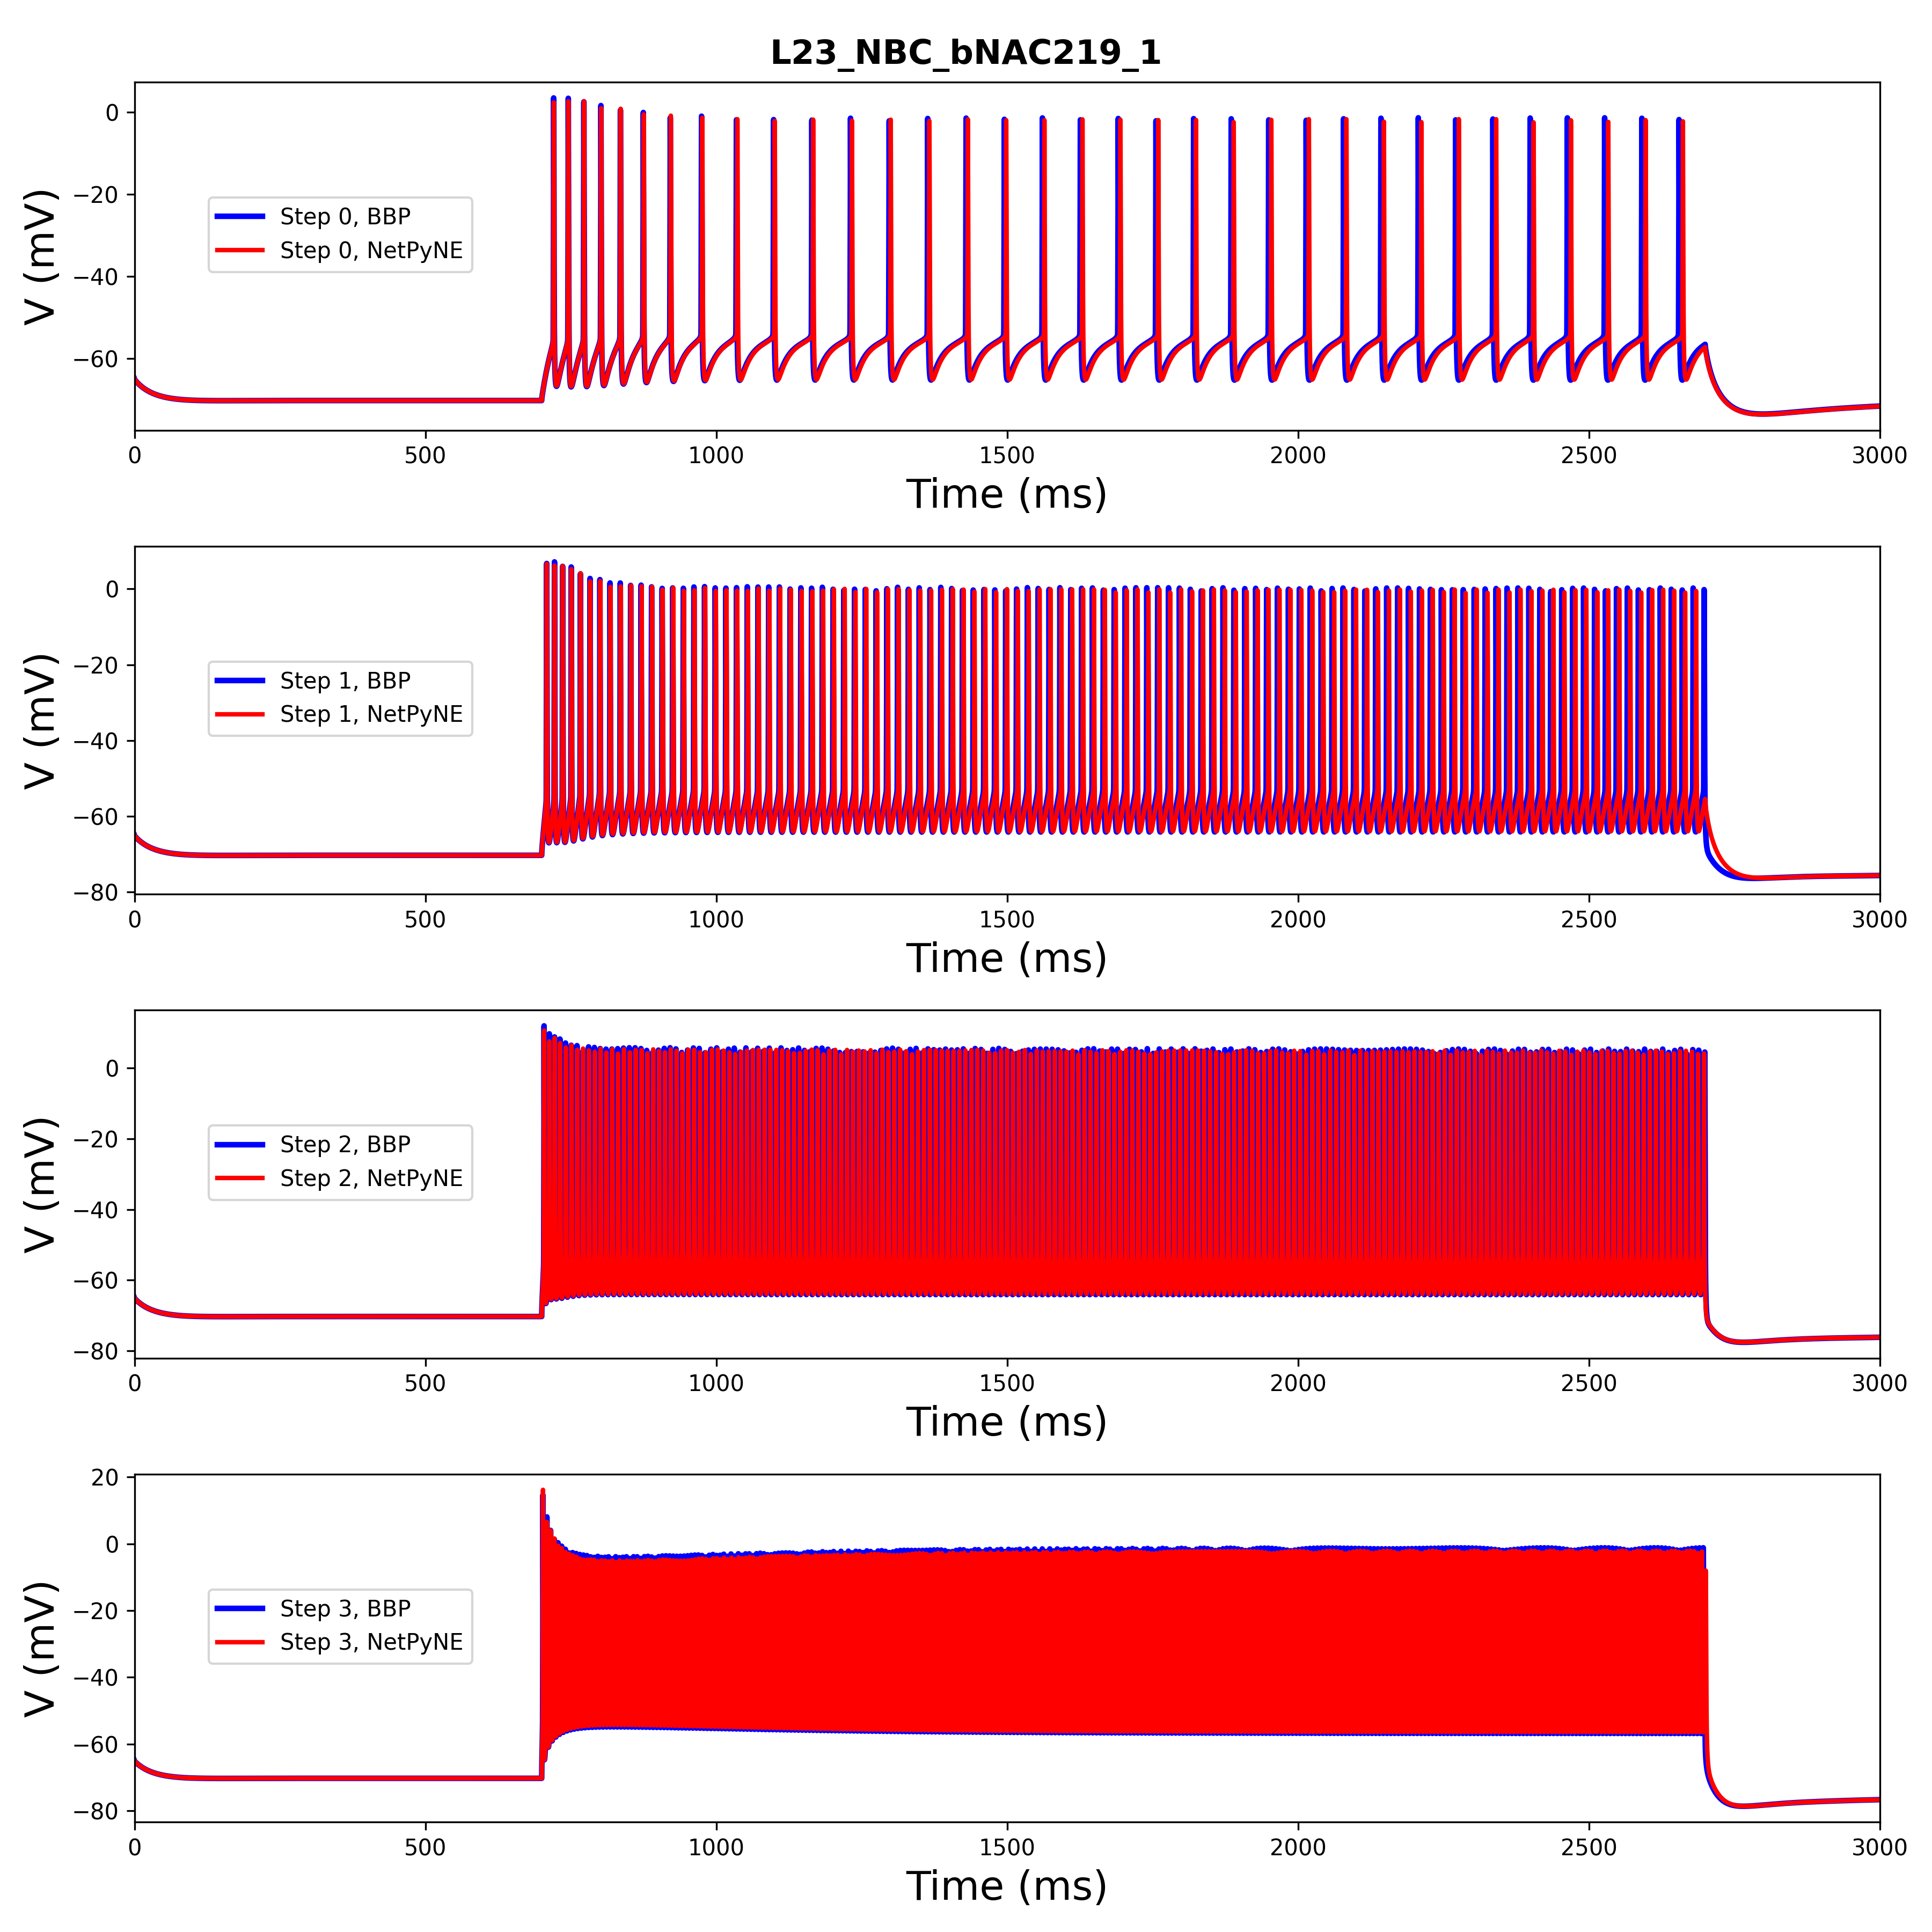 L23_NBC_bNAC219_1
0
−20
−40
−60
V (mV)
Step 0, BBP
Step 0, NetPyNE
0 500 1000 1500 2000 2500 3000
Time (ms)
0
−20
−40
−60
−80
V (mV)
Step 1, BBP
Step 1, NetPyNE
0 500 1000 1500 2000 2500 3000
Time (ms)
0
−20
−40
−60
−80
V (mV)
Step 2, BBP
Step 2, NetPyNE
0 500 1000 1500 2000 2500 3000
Time (ms)
20
0
−20
−40
−60
−80
V (mV)
Step 3, BBP
Step 3, NetPyNE
0 500 1000 1500 2000 2500 3000
Time (ms)